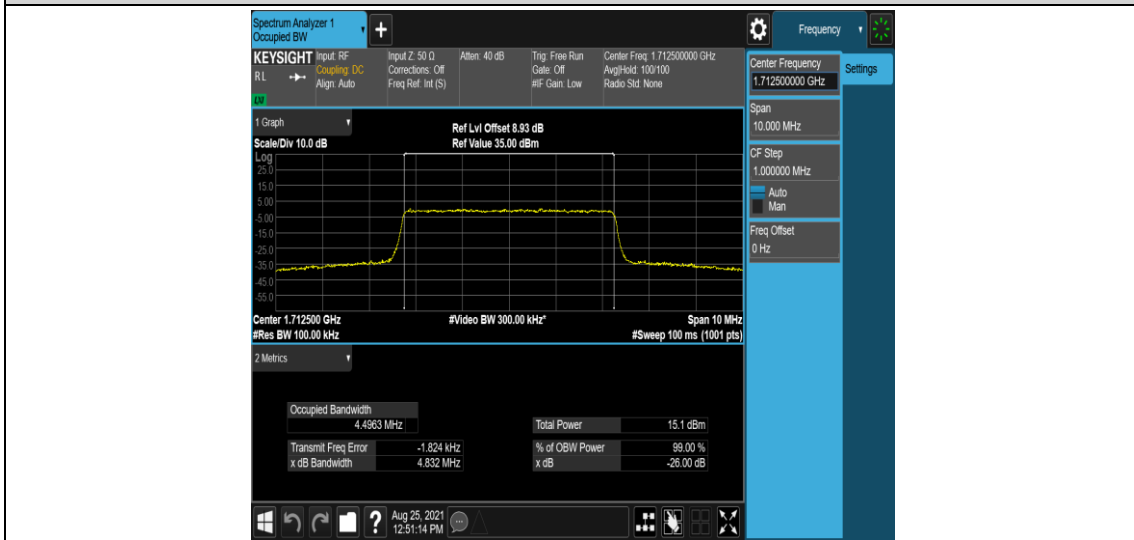 Spectrum Analyzer 1
Occupied BW
+
Frequency
KEYSIGHT Input: RF Input Z: 50 Ω Atten: 40 dB Trig: Free Run Center Freq: 1.712500000 GHz
RL Coupling: DC Corrections: Off Gate: Off Avg|Hold: 100/100
Align: Auto Freq Ref: Int (S) #IF Gain: Low Radio Std: None
Center Frequency
1.712500000 GHz
Settings
Span
10.000 MHz
CF Step
1.000000 MHz
Auto
Man
Freq Offset
0 Hz
1 Graph
Ref Lvl Offset 8.93 dB
Scale/Div 10.0 dB Ref Value 35.00 dBm
Log
25.0
15.0
5.00
-5.00
-15.0
-25.0
-35.0
-45.0
-55.0
Center 1.712500 GHz #Video BW 300.00 kHz* Span 10 MHz
#Res BW 100.00 kHz #Sweep 100 ms (1001 pts)
2 Metrics
Occupied Bandwidth
4.4963 MHz
Total Power 15.1 dBm
Transmit Freq Error -1.824 kHz % of OBW Power 99.00 %
x dB Bandwidth 4.832 MHz x dB -26.00 dB
?
Aug 25, 2021
12:51:14 PM